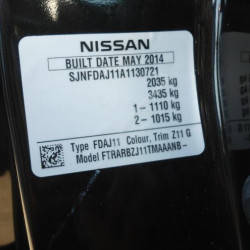 NISSAN
BUILT DATE MAY 2014
SJNFDAJ11A1130721
2035 kg
3435 kg
1- 1110 kg
2- 1015 kg
Type FDAJ11 Colour, Trim Z11 G
Model FTRARBZJ11TMAAANB-